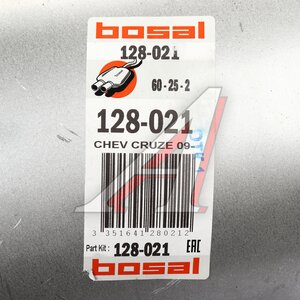 bosal
128-021
60-25-2
128-021
CHEV CRUZE 09-
3 351641 280212
Part Kit : 128-021 EAC
bosal